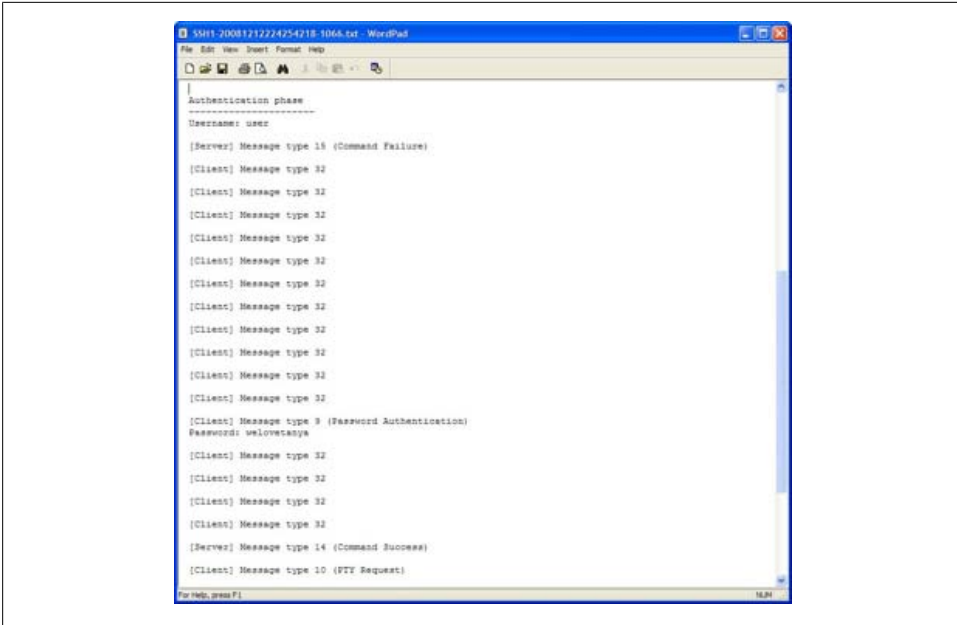 SSH1-20081212224254218-1066.txt - WordPad
File Edit View Insert Format Help
Authentication phase
----------------------
Username: user
[Server] Message type 15 (Command Failure)
[Client] Message type 32
[Client] Message type 32
[Client] Message type 32
[Client] Message type 32
[Client] Message type 32
[Client] Message type 32
[Client] Message type 32
[Client] Message type 32
[Client] Message type 32
[Client] Message type 32
[Client] Message type 32
[Client] Message type 9 (Password Authentication)
Password: welovetanya
[Client] Message type 32
[Client] Message type 32
[Client] Message type 32
[Client] Message type 32
[Server] Message type 14 (Command Success)
[Client] Message type 10 (PTY Request)
For Help, press F1
NUM